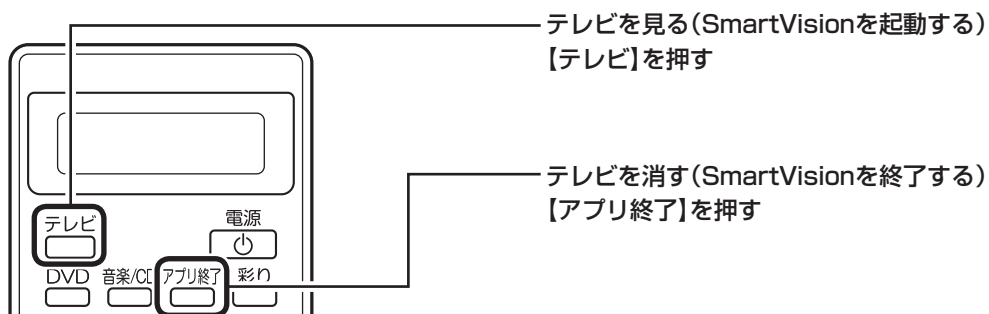 テレビを見る（SmartVisionを起動する）
【テレビ】を押す
テレビを消す（SmartVisionを終了する）
【アプリ終了】を押す
テレビ
電源
DVD 音楽/CD アプリ終了 彩り